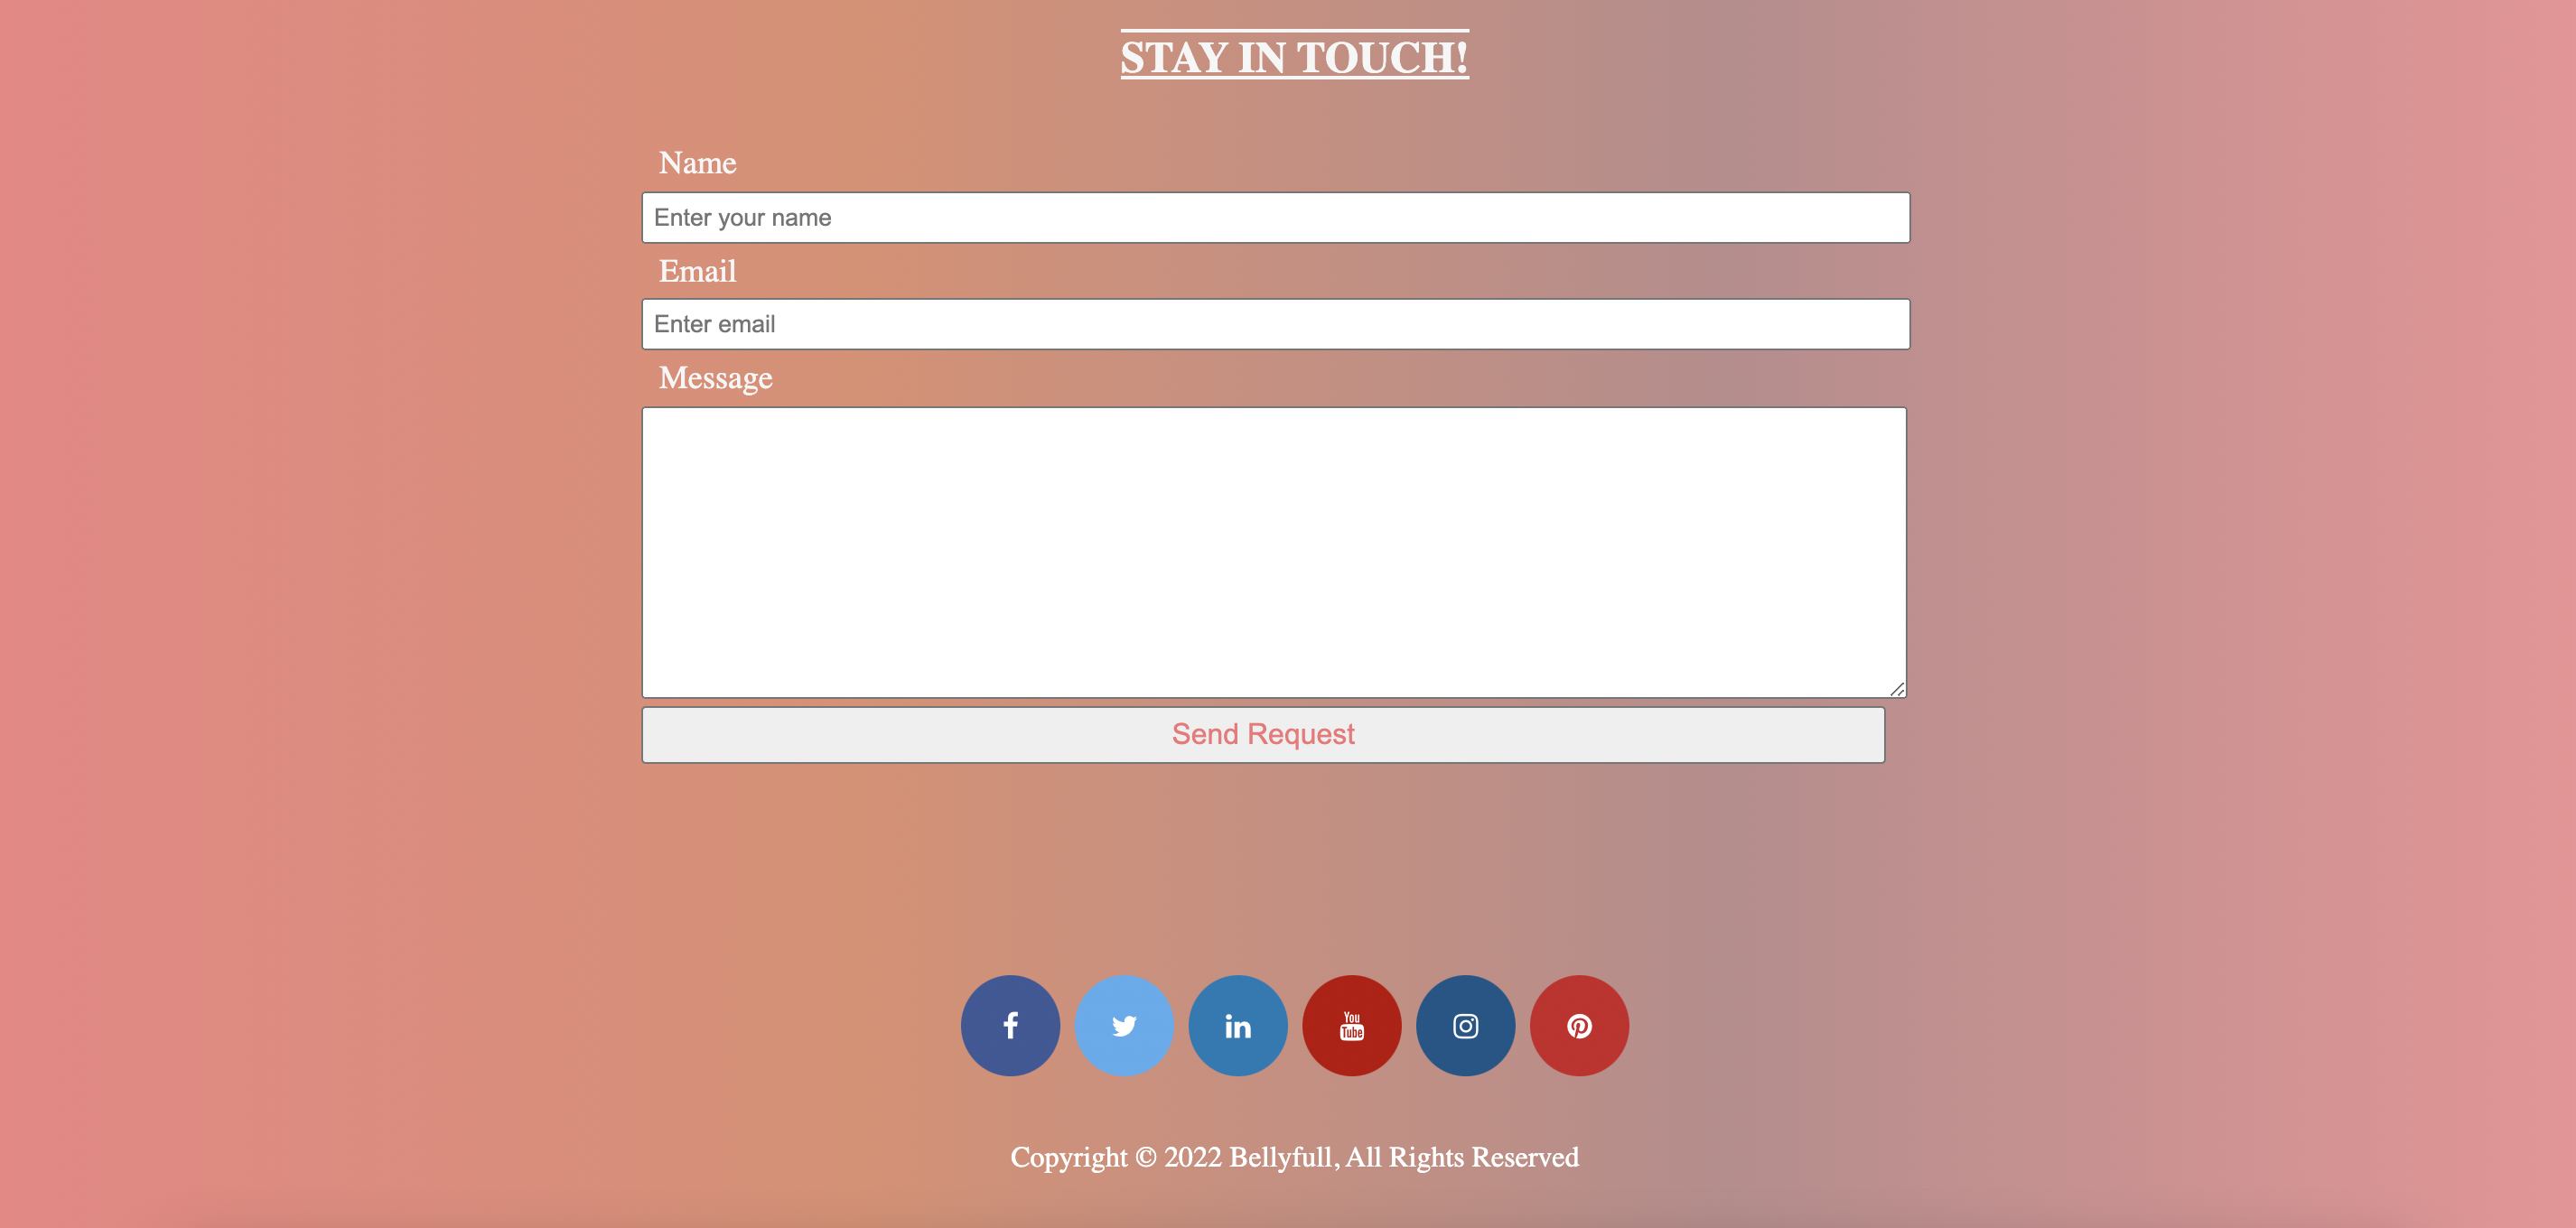 STAY IN TOUCH!
Name
Enter your name
Email
Enter email
Message
Send Request
f in You Tube
Copyright © 2022 Bellyfull, All Rights Reserved